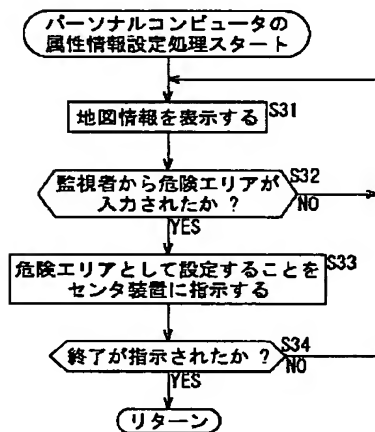 パーソナルコンピュータの
属性情報設定処理スタート
地図情報を表示する
S31
監視者から危険エリアが
入力されたか ?
S32
NO
YES
危険エリアとして設定することを
センタ装置に指示する
S33
終了が指示されたか ?
S34
NO
YES
リターン